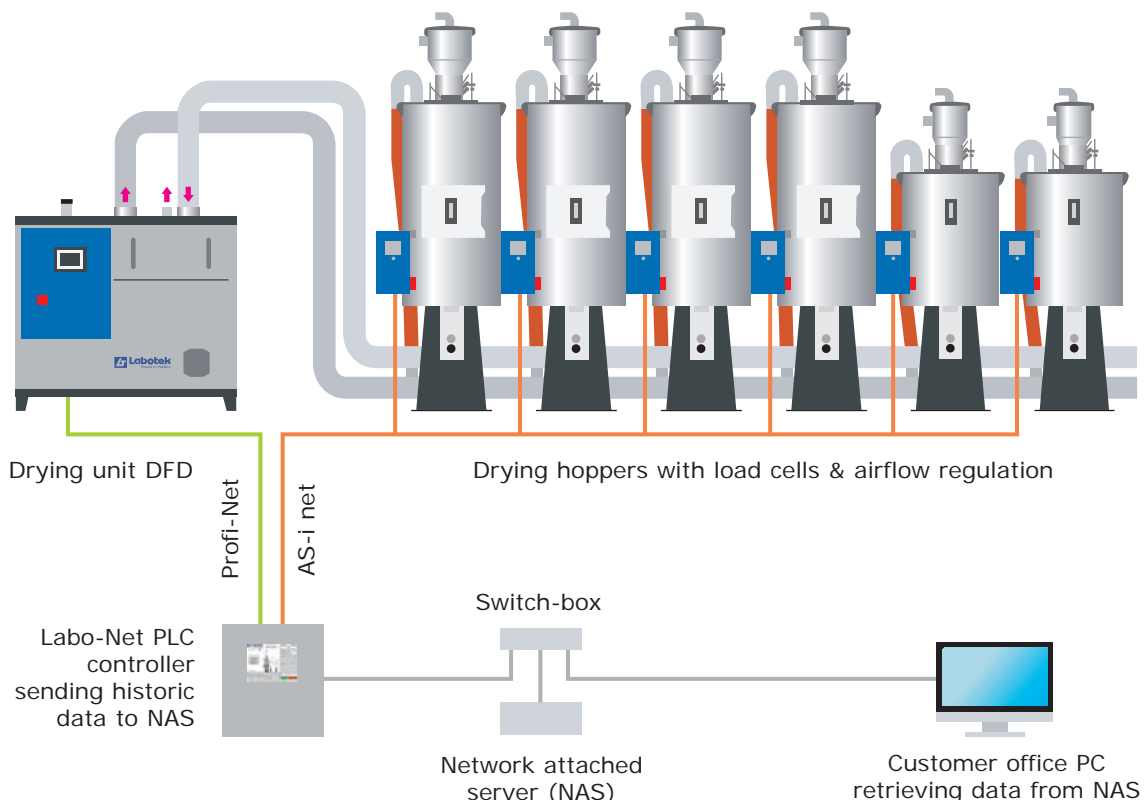 Labotek
Drying unit DFD
Drying hoppers with load cells & airflow regulation
Profi-Net
AS-i net
Switch-box
Labo-Net PLC
controller
sending historic
data to NAS
Network attached
server (NAS)
Customer office PC
retrieving data from NAS